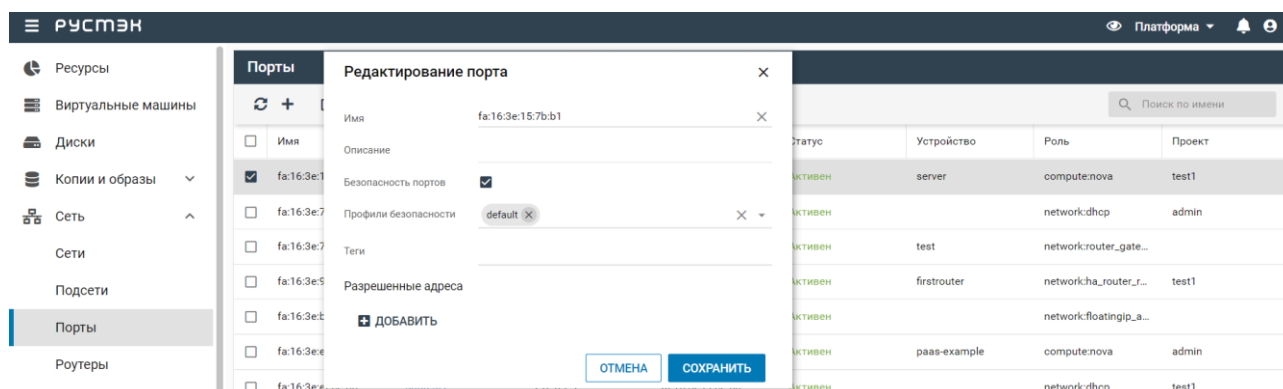 РУСТЭК
Платформа
Ресурсы
Виртуальные машины
Диски
Копии и образы
Сеть
Сети
Подсети
Порты
Роутеры
Порты
Поиск по имени
Имя
Статус Устройство Роль Проект
fa:16:3e:1 Активен server compute:nova test1
fa:16:3e:7 Активен network:dhcp admin
fa:16:3e:7 Активен test network:router_gate...
fa:16:3e:9 Активен firstrouter network:ha_router_r... test1
fa:16:3e:b Активен network:floatingip_a...
fa:16:3e:e Активен paas-example compute:nova admin
fa:16:3e:e Активен network:dhcp test1
Редактирование порта
Имя fa:16:3e:15:7b:b1
Описание
Безопасность портов
Профили безопасности default
Теги
Разрешенные адреса
ДОБАВИТЬ
ОТМЕНА СОХРАНИТЬ